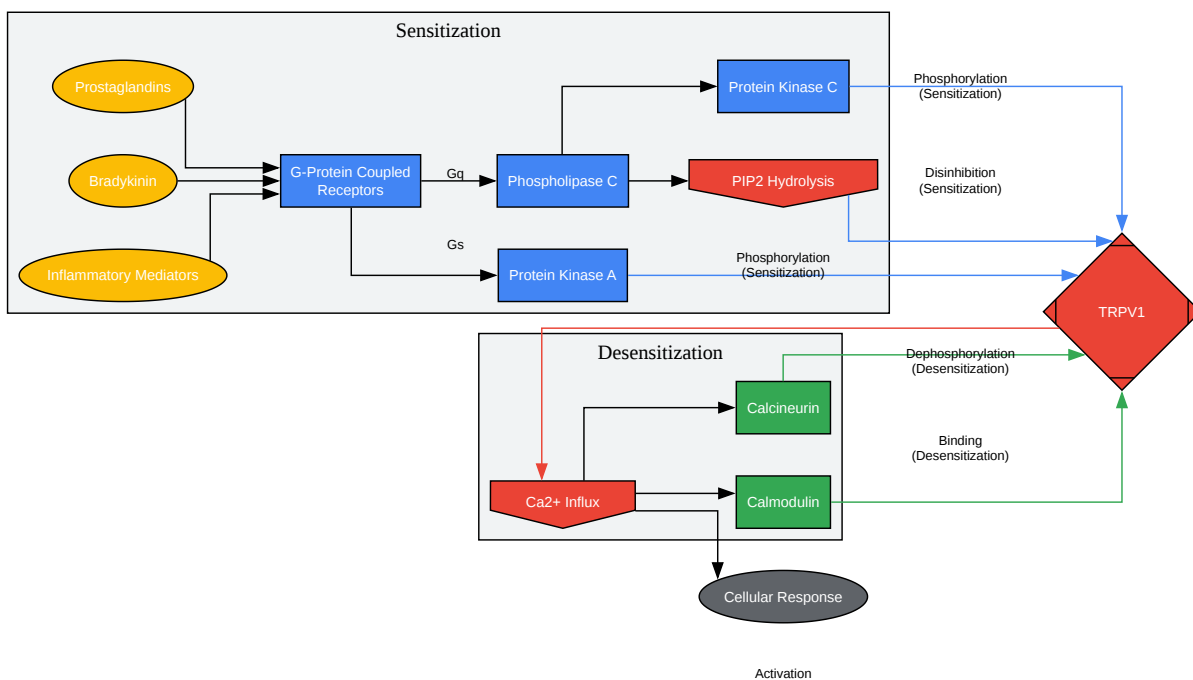 Sensitization
Prostaglandins
Protein Kinase C
Phosphorylation
(Sensitization)
Bradykinin
G-Protein Coupled
Receptors
Gq
Phospholipase C
PIP2 Hydrolysis
Disinhibition
(Sensitization)
Gs
Inflammatory Mediators
Protein Kinase A
Phosphorylation
(Sensitization)
TRPV1
Desensitization
Dephosphorylation
(Desensitization)
Calcineurin
Binding
(Desensitization)
Ca2+ Influx
Calmodulin
Cellular Response
Activation